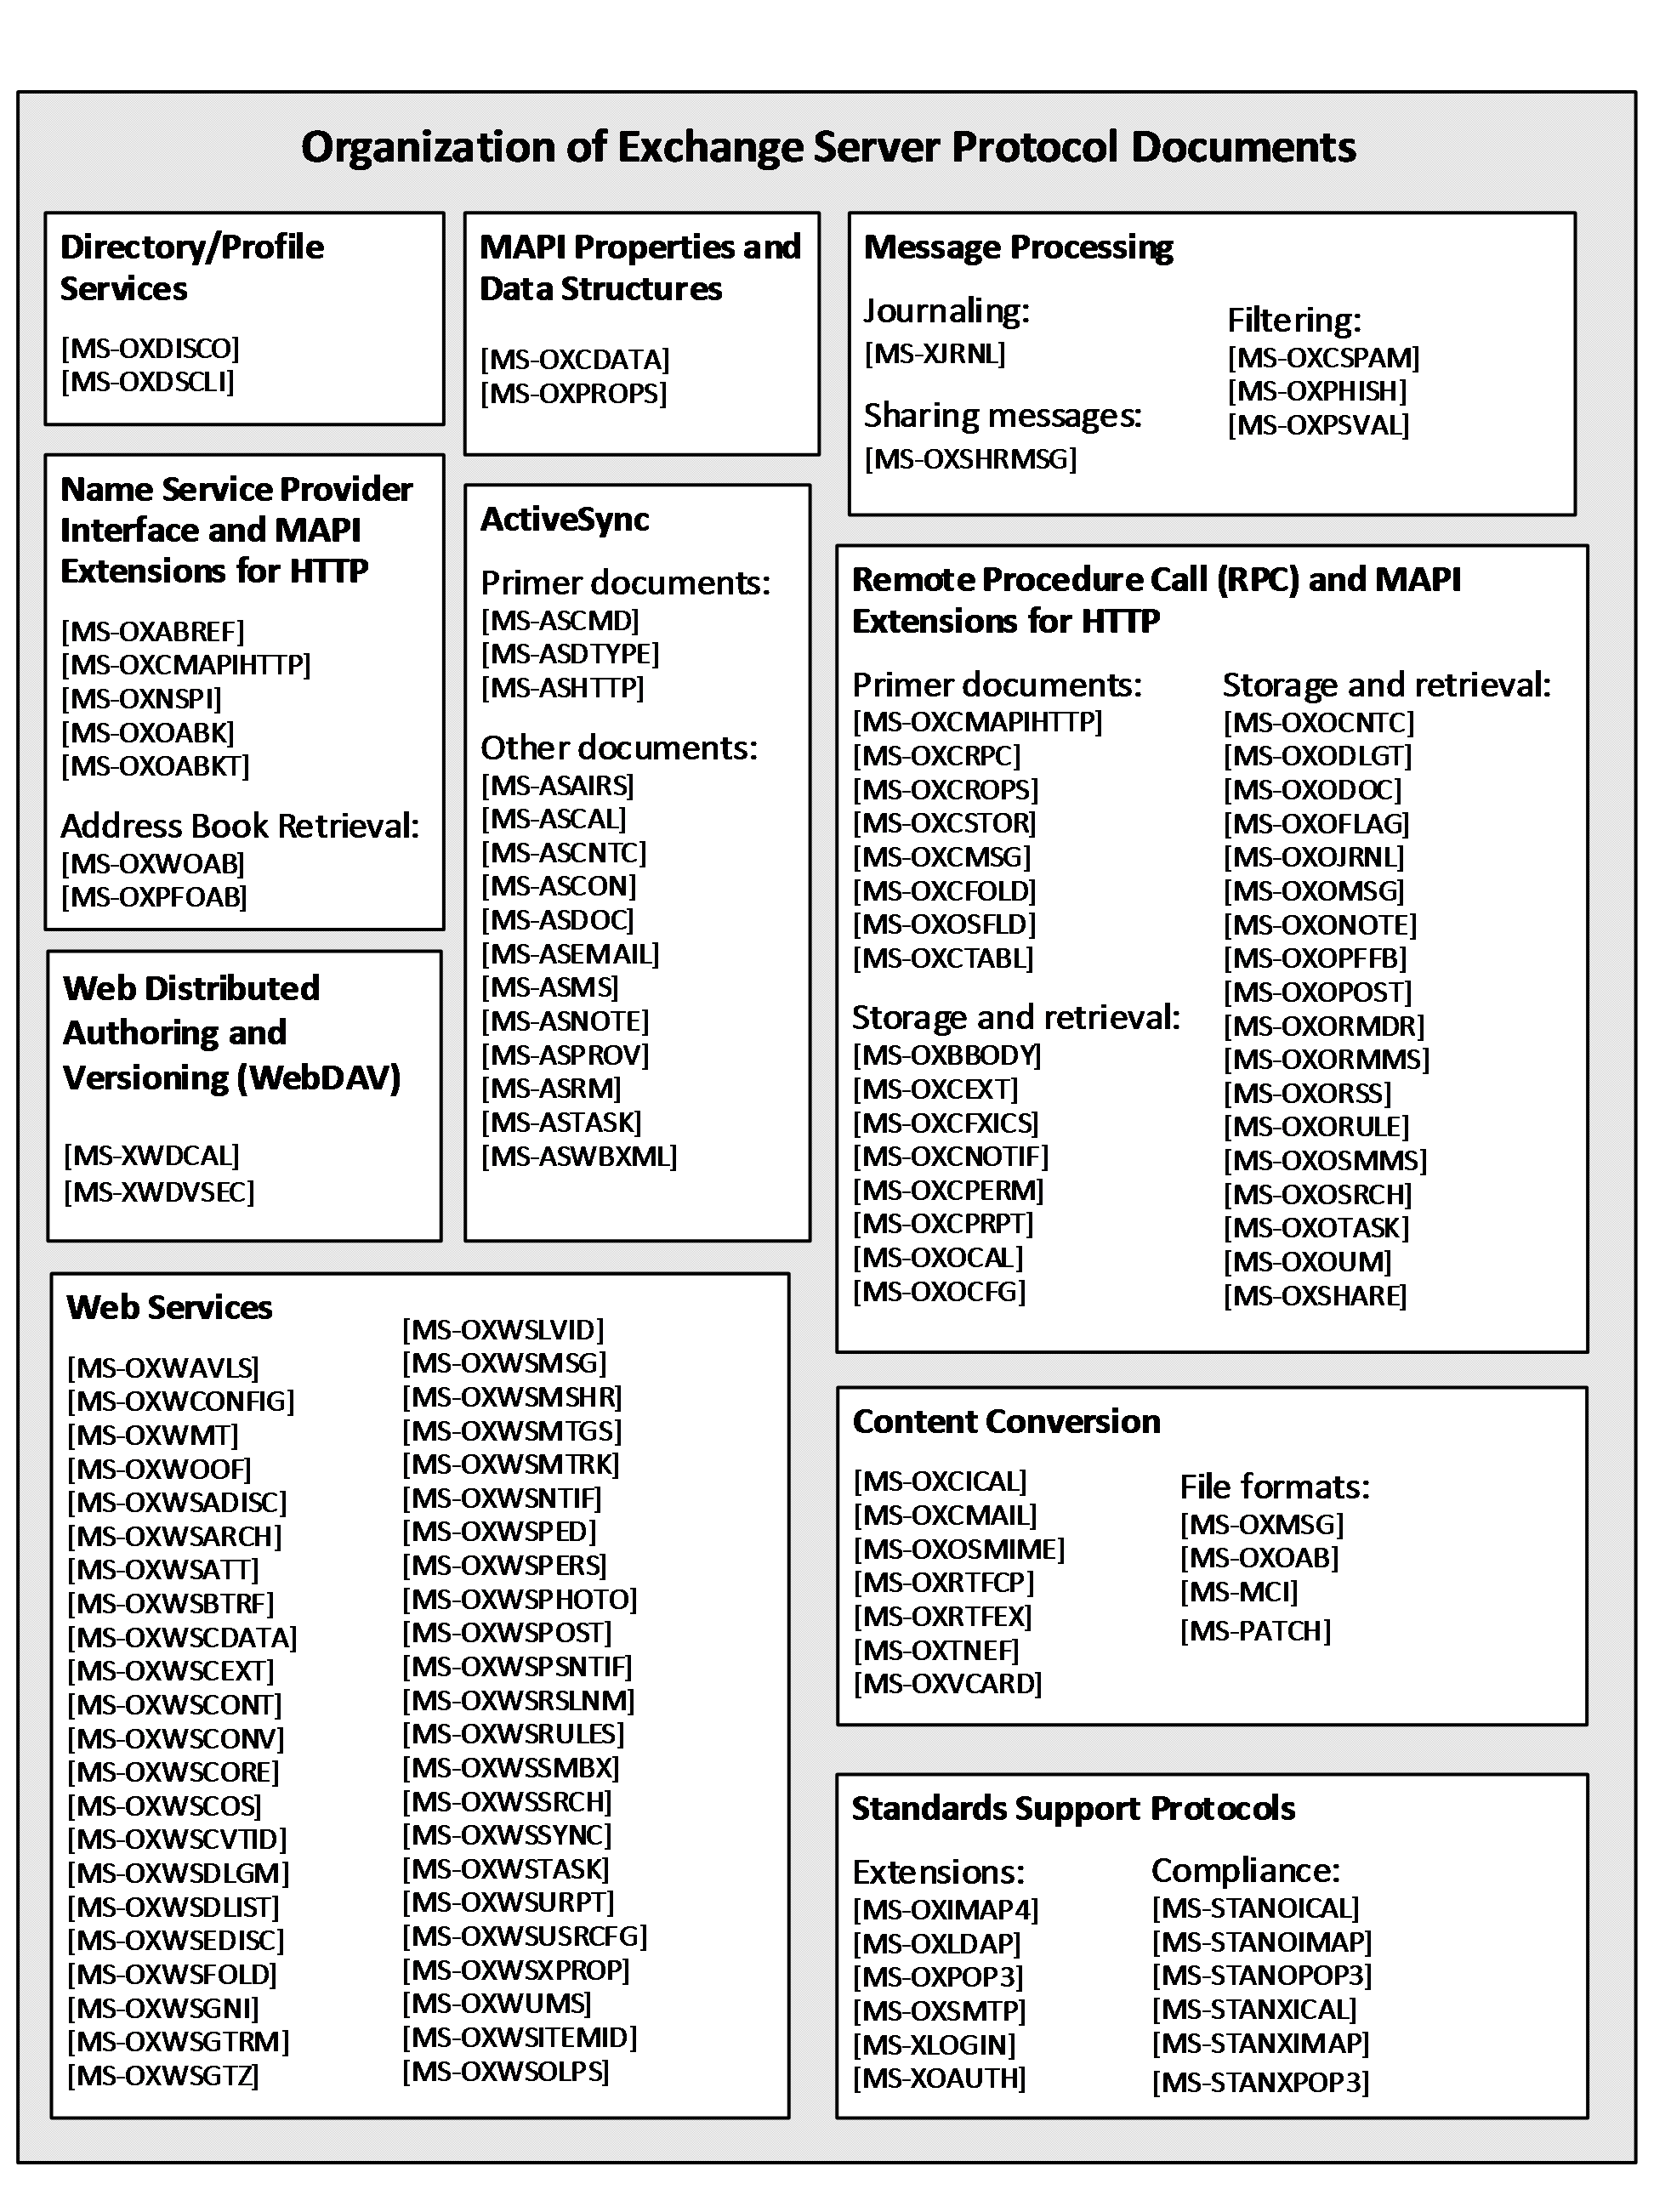 Organization of Exchange Server Protocol Documents
Directory/Profile
Services
[MS-OXDISCO]
[MS-OXDSCLI]
MAPI Properties and
Data Structures
[MS-OXCDATA]
[MS-OXPROPS]
Message Processing
Journaling:
[MS-XJRNL]
Sharing messages:
[MS-OXSHRMSG]
Filtering:
[MS-OXCSPAM]
[MS-OXPHISH]
[MS-OXPSVAL]
Name Service Provider
Interface and MAPI
Extensions for HTTP
[MS-OXABREF]
[MS-OXCMAPIHTTP]
[MS-OXNSPI]
[MS-OXOABK]
[MS-OXOABKT]
Address Book Retrieval:
[MS-OXWOAB]
[MS-OXPFOAB]
ActiveSync
Primer documents:
[MS-ASCMD]
[MS-ASDTYPE]
[MS-ASHTTP]
Other documents:
[MS-ASAIRS]
[MS-ASCAL]
[MS-ASCNTC]
[MS-ASCON]
[MS-ASDOC]
[MS-ASEMAIL]
[MS-ASMS]
[MS-ASNOTE]
[MS-ASPROV]
[MS-ASRM]
[MS-ASTASK]
[MS-ASWBXML]
Remote Procedure Call (RPC) and MAPI
Extensions for HTTP
Primer documents:
[MS-OXCMAPIHTTP]
[MS-OXCRPC]
[MS-OXCROPS]
[MS-OXCSTOR]
[MS-OXCMSG]
[MS-OXCFOLD]
[MS-OXOSFLD]
[MS-OXCTABL]
Storage and retrieval:
[MS-OXBBODY]
[MS-OXCEXT]
[MS-OXCFXICS]
[MS-OXCNOTIF]
[MS-OXCPERM]
[MS-OXCPRPT]
[MS-OXOCAL]
[MS-OXOCFG]
Storage and retrieval:
[MS-OXOCNTC]
[MS-OXODLGT]
[MS-OXODOC]
[MS-OXOFLAG]
[MS-OXOJRNL]
[MS-OXOMSG]
[MS-OXONOTE]
[MS-OXOPFFB]
[MS-OXOPOST]
[MS-OXORMDR]
[MS-OXORMMS]
[MS-OXORSS]
[MS-OXORULE]
[MS-OXOSMMS]
[MS-OXOSRCH]
[MS-OXOTASK]
[MS-OXOUM]
[MS-OXSHARE]
Web Distributed
Authoring and
Versioning (WebDAV)
[MS-XWDCAL]
[MS-XWDVSEC]
Web Services
[MS-OXWAVLS]
[MS-OXWCONFIG]
[MS-OXWMT]
[MS-OXWOOF]
[MS-OXWSADISC]
[MS-OXWSARCH]
[MS-OXWSATT]
[MS-OXWSBTRF]
[MS-OXWSCDATA]
[MS-OXWSCEXT]
[MS-OXWSCONT]
[MS-OXWSCONV]
[MS-OXWSCORE]
[MS-OXWSCOS]
[MS-OXWSCVTID]
[MS-OXWSDLGM]
[MS-OXWSDLIST]
[MS-OXWSEDISC]
[MS-OXWSFOLD]
[MS-OXWSGNI]
[MS-OXWSGTRM]
[MS-OXWSGTZ]
[MS-OXWSLVID]
[MS-OXWSMSG]
[MS-OXWSMSHR]
[MS-OXWSMTGS]
[MS-OXWSMTRK]
[MS-OXWSNTIF]
[MS-OXWSPED]
[MS-OXWSPERS]
[MS-OXWSPHOTO]
[MS-OXWSPOST]
[MS-OXWSPSNTIF]
[MS-OXWSRSLNM]
[MS-OXWSRULES]
[MS-OXWSSMBX]
[MS-OXWSSRCH]
[MS-OXWSSYNC]
[MS-OXWSTASK]
[MS-OXWSURPT]
[MS-OXWSUSRCFG]
[MS-OXWSXPROP]
[MS-OXWUMS]
[MS-OXWSITEMID]
[MS-OXWSOLPS]
Content Conversion
[MS-OXCICAL]
[MS-OXCMAIL]
[MS-OXOSMIME]
[MS-OXRTFCP]
[MS-OXRTFEX]
[MS-OXTNEF]
[MS-OXVCARD]
File formats:
[MS-OXMSG]
[MS-OXOAB]
[MS-MCI]
[MS-PATCH]
Standards Support Protocols
Extensions:
[MS-OXIMAP4]
[MS-OXLDAP]
[MS-OXPOP3]
[MS-OXSMTP]
[MS-XLOGIN]
[MS-XOAUTH]
Compliance:
[MS-STANOICAL]
[MS-STANOIMAP]
[MS-STANOPOP3]
[MS-STANXICAL]
[MS-STANXIMAP]
[MS-STANXPOP3]